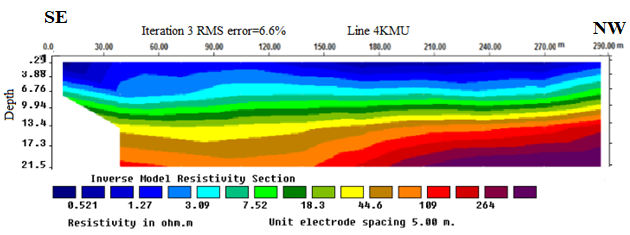 SE
NW
Iteration 3 RMS error=6.6%    Line 4KMU
0.0    30.00    60.00    90.00    120.00    150.00    180.00    210.00    240.00    270.00 m    290.00 m
Depth
.25
3.88
6.76
9.94
13.4
17.3
21.5
Inverse Model Resistivity Section
0.521    1.27    3.09    7.52    18.3    44.6    109    264
Resistivity in ohm.m    Unit electrode spacing 5.00 m.